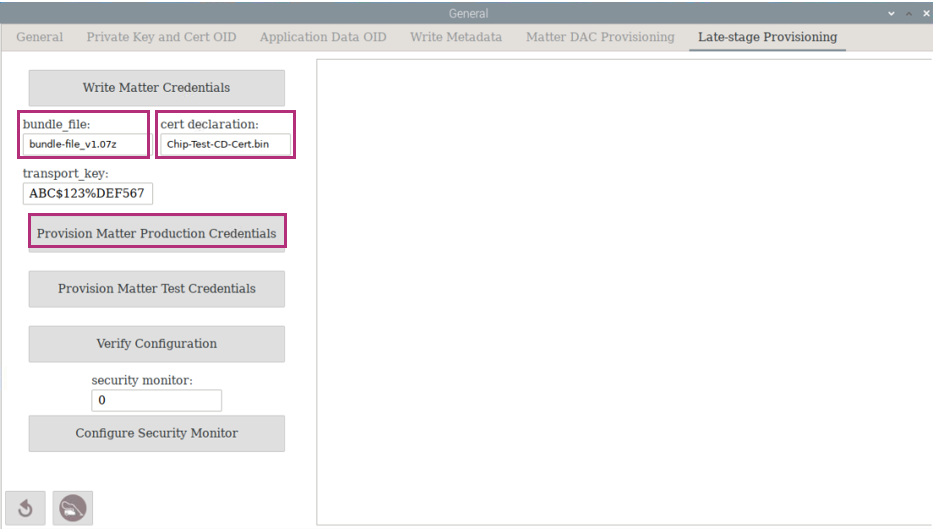 General
General Private Key and Cert OID Application Data OID Write Metadata Matter DAC Provisioning Late-stage Provisioning
Write Matter Credentials
bundle_file: cert declaration:
bundle-file_v1.07z Chip-Test-CD-Cert.bin
transport_key:
ABC$123%DEF567
Provision Matter Production Credentials
Provision Matter Test Credentials
Verify Configuration
security monitor:
0
Configure Security Monitor